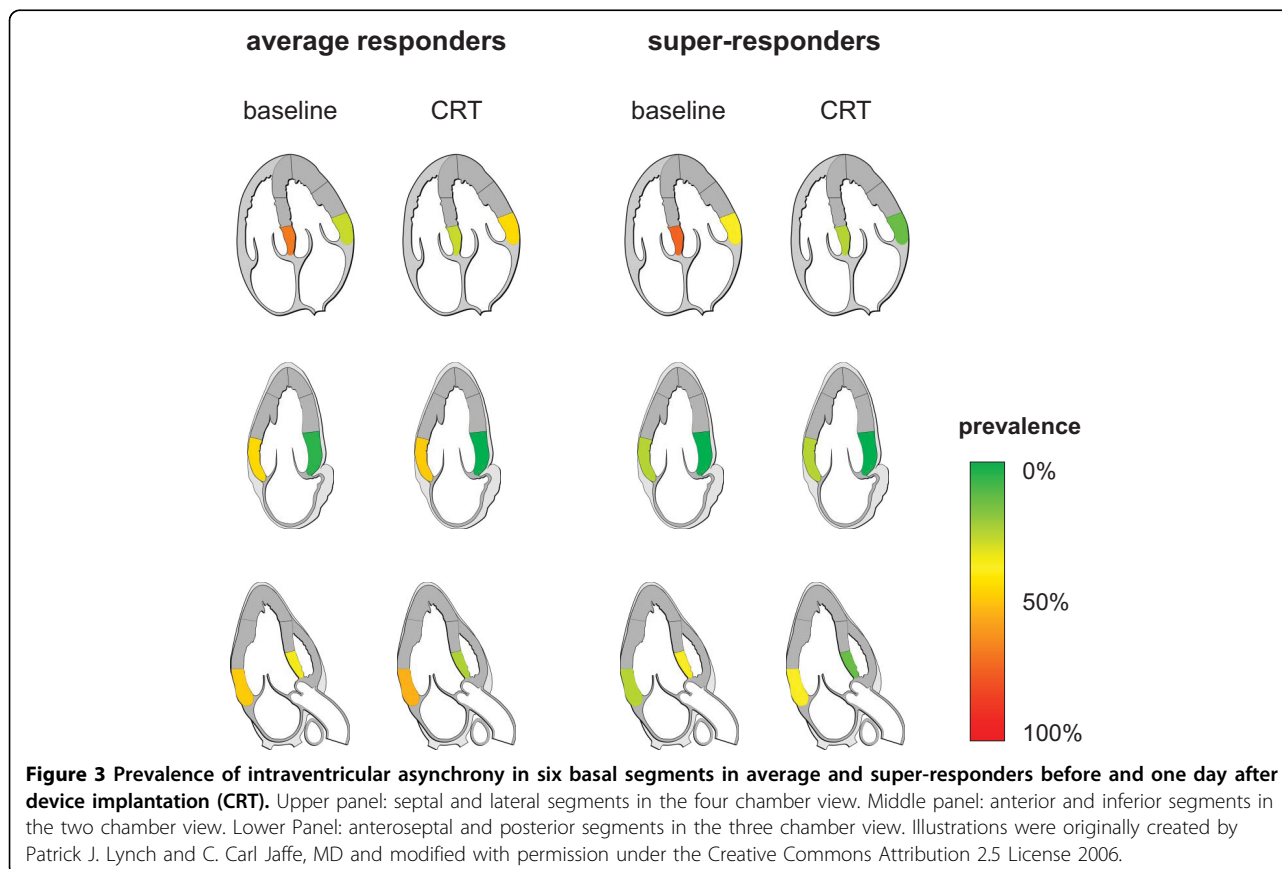 average responders
super-responders
baseline
CRT
baseline
CRT
prevalence
0%
50%
100%
Figure 3 Prevalence of intraventricular asynchrony in six basal segments in average and super-responders before and one day after
device implantation (CRT). Upper panel: septal and lateral segments in the four chamber view. Middle panel: anterior and inferior segments in
the two chamber view. Lower Panel: anteroseptal and posterior segments in the three chamber view. Illustrations were originally created by
Patrick J. Lynch and C. Carl Jaffe, MD and modified with permission under the Creative Commons Attribution 2.5 License 2006.